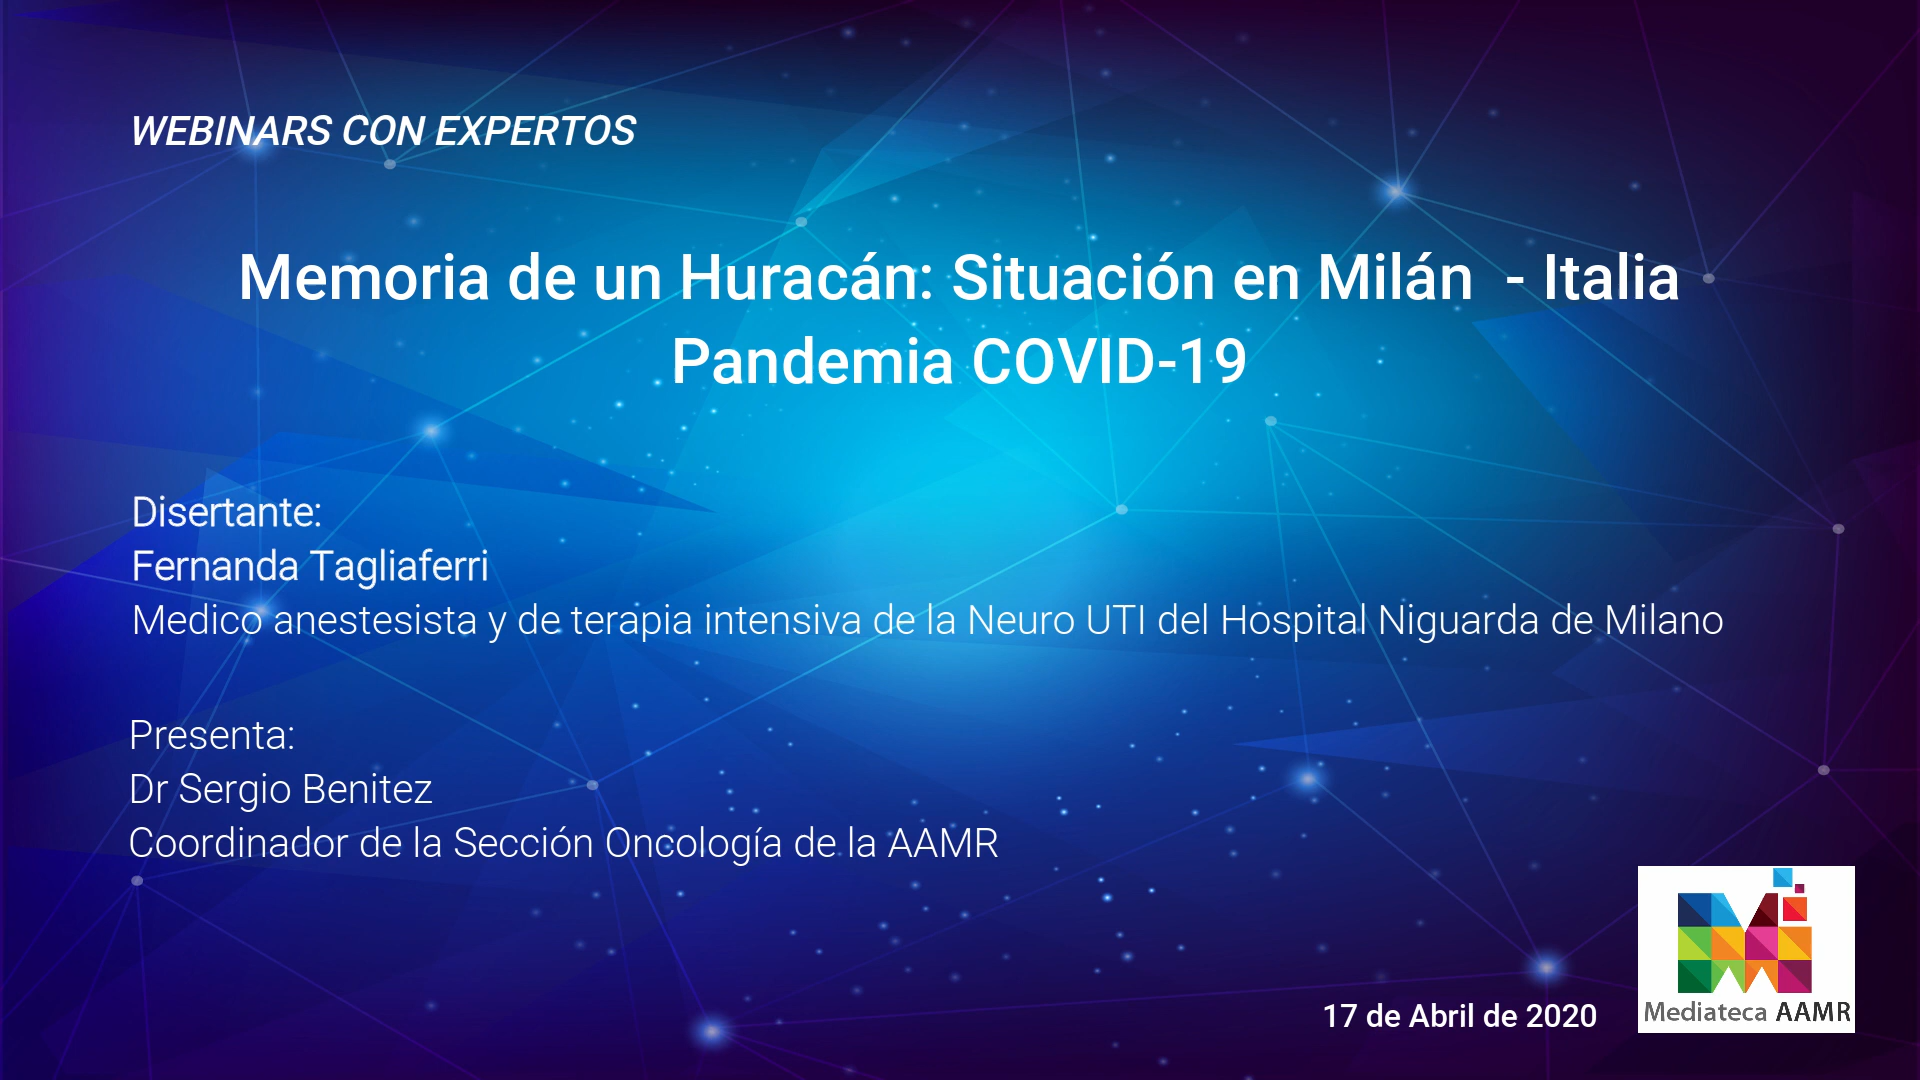 WEBINARS CON EXPERTOS
Memoria de un Huracán: Situación en Milán  - Italia
Pandemia COVID-19
Disertante:
Fernanda Tagliaferri
Medico anestesista y de terapia intensiva de la Neuro UTI del Hospital Niguarda de Milano
Presenta:
Dr Sergio Benitez
Coordinador de la Sección Oncología de la AAMR
17 de Abril de 2020
Mediateca AAMR